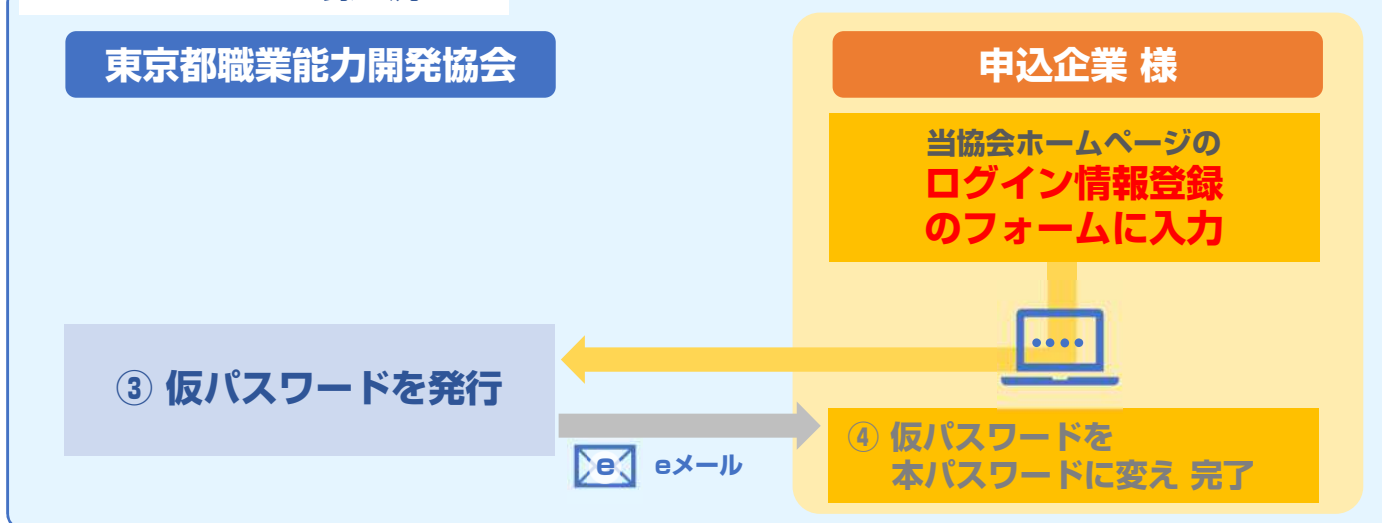 東京都職業能力開発協会
申込企業 様
当協会ホームページの
ログイン情報登録
のフォームに入力
③ 仮パスワードを発行
e eメール
④ 仮パスワードを
本パスワードに変え 完了